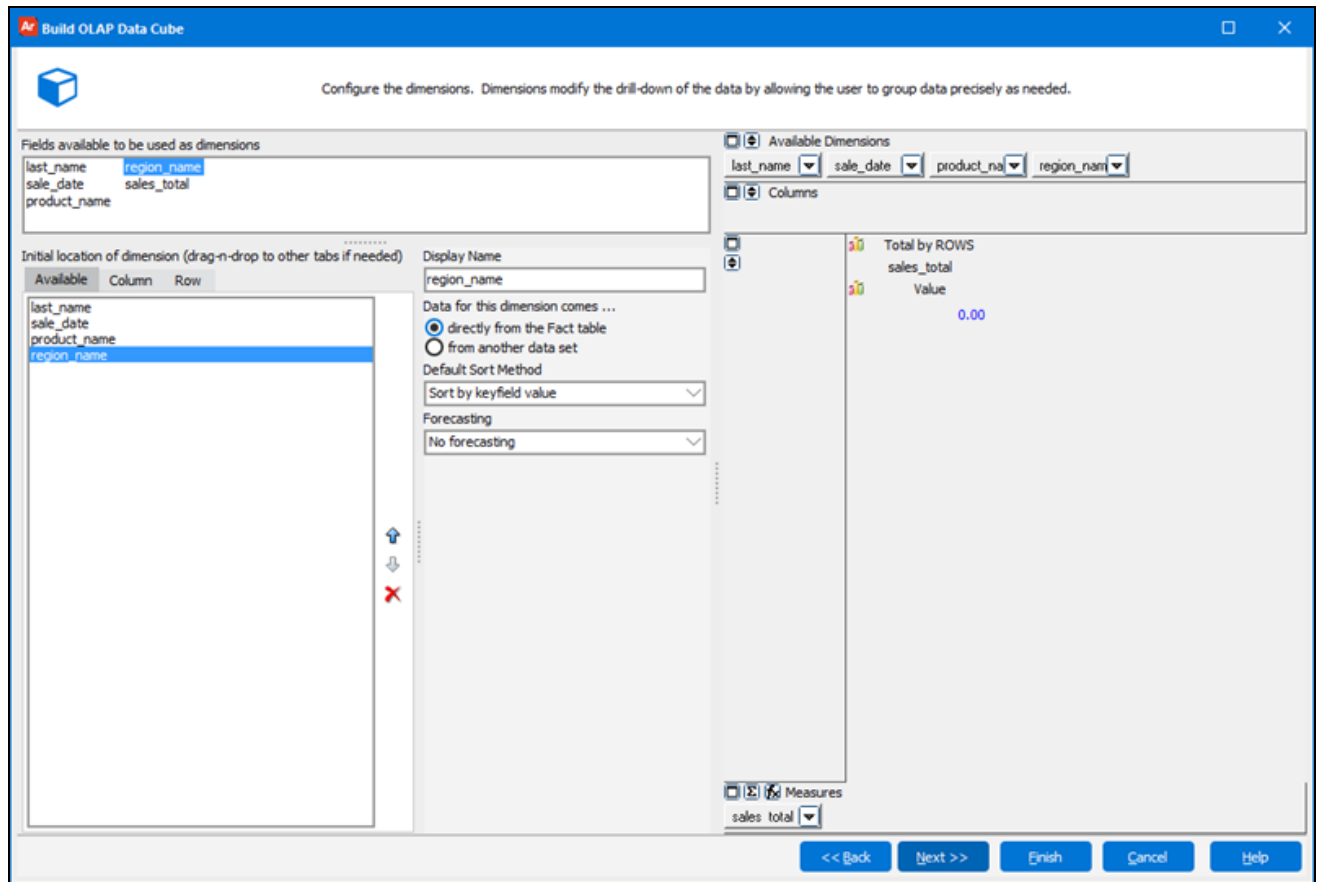 Ar Build OLAP Data Cube
Configure the dimensions. Dimensions modify the drill-down of the data by allowing the user to group data precisely as needed.
Fields available to be used as dimensions
last_name region_name
sale_date sales_total
product_name
Initial location of dimension (drag-n-drop to other tabs if needed)
Available Column Row
last_name
sale_date
product_name
region_name
Display Name
region_name
Data for this dimension comes ...
directly from the Fact table
from another data set
Default Sort Method
Sort by keyfield value
Forecasting
No forecasting
Available Dimensions
last_name sale_date product_na region_nam
Columns
Total by ROWS
sales_total
Value
0.00
Σ fx Measures
sales_total
<< Back Next >> Finish Cancel Help